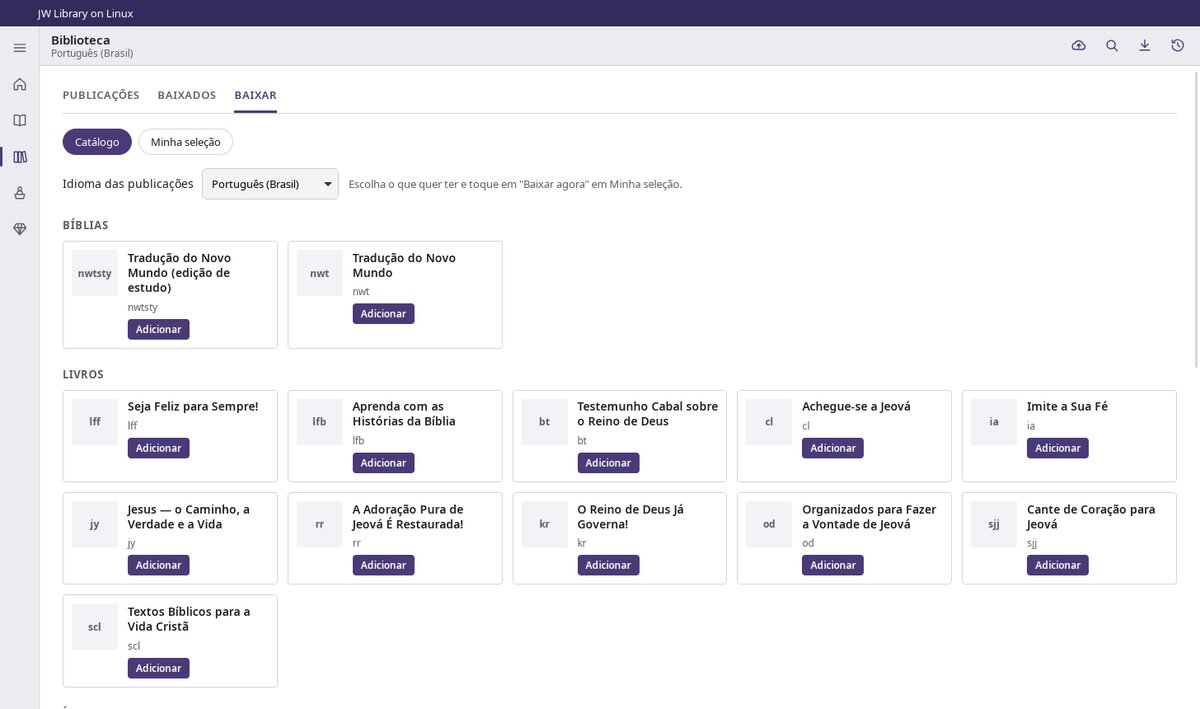 JW Library on Linux
Biblioteca
Português (Brasil)
PUBLICAÇÕES
BAIXADOS
BAIXAR
Catálogo
Minha seleção
Idioma das publicações
Português (Brasil)
Escolha o que quer ter e toque em "Baixar agora" em Minha seleção.
BÍBLIAS
nwtsty
Tradução do Novo
Mundo (edição de
estudo)
nwtsty
Adicionar
nwt
Tradução do Novo
Mundo
nwt
Adicionar
LIVROS
lff
Seja Feliz para Sempre!
lff
Adicionar
lfb
Aprenda com as
Histórias da Bíblia
lfb
Adicionar
bt
Testemunho Cabal sobre
o Reino de Deus
bt
Adicionar
cl
Achegue-se a Jeová
cl
Adicionar
ia
Imite a Sua Fé
ia
Adicionar
jy
Jesus — o Caminho, a
Verdade e a Vida
jy
Adicionar
rr
A Adoração Pura de
Jeová É Restaurada!
rr
Adicionar
kr
O Reino de Deus Já
Governa!
kr
Adicionar
od
Organizados para Fazer
a Vontade de Jeová
od
Adicionar
sjj
Cante de Coração para
Jeová
sjj
Adicionar
scl
Textos Bíblicos para a
Vida Cristã
scl
Adicionar